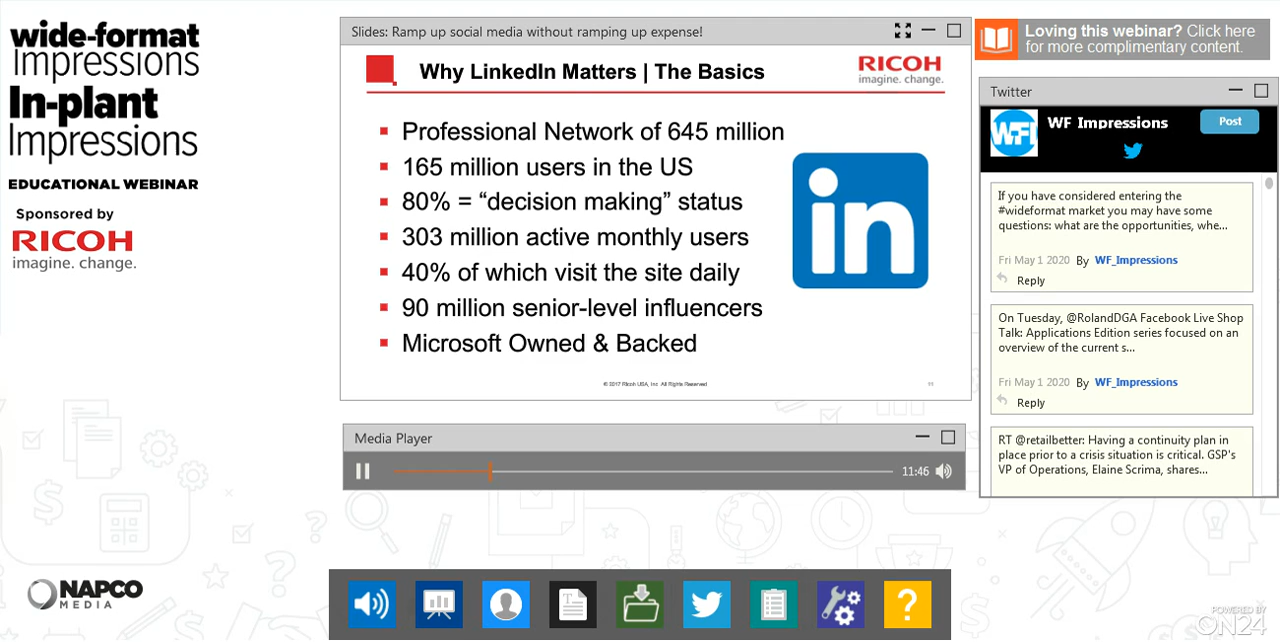 wide-format
Impressions
In-plant
Impressions
EDUCATIONAL WEBINAR
Sponsored by
RICOH
imagine. change.
Slides: Ramp up social media without ramping up expense!
Why LinkedIn Matters | The Basics
RICOH
imagine. change.
Professional Network of 645 million
165 million users in the US
80% = “decision making” status
303 million active monthly users
40% of which visit the site daily
90 million senior-level influencers
Microsoft Owned & Backed
in
© 2017 Ricoh USA, Inc. All Rights Reserved
11
Media Player
11:46
Loving this webinar? Click here
for more complimentary content.
Twitter
WF!
WF Impressions
Post
If you have considered entering the
#wideformat market you may have some
questions: what are the opportunities, whe...
Fri May 1 2020 By WF_Impressions
Reply
On Tuesday, @RolandDGA Facebook Live Shop
Talk: Applications Edition series focused on an
overview of the current s...
Fri May 1 2020 By WF_Impressions
Reply
RT @retailbetter: Having a continuity plan in
place prior to a crisis situation is critical. GSP's
VP of Operations, Elaine Scrima, shares...
NAPCO
MEDIA
?
POWERED BY
ON24